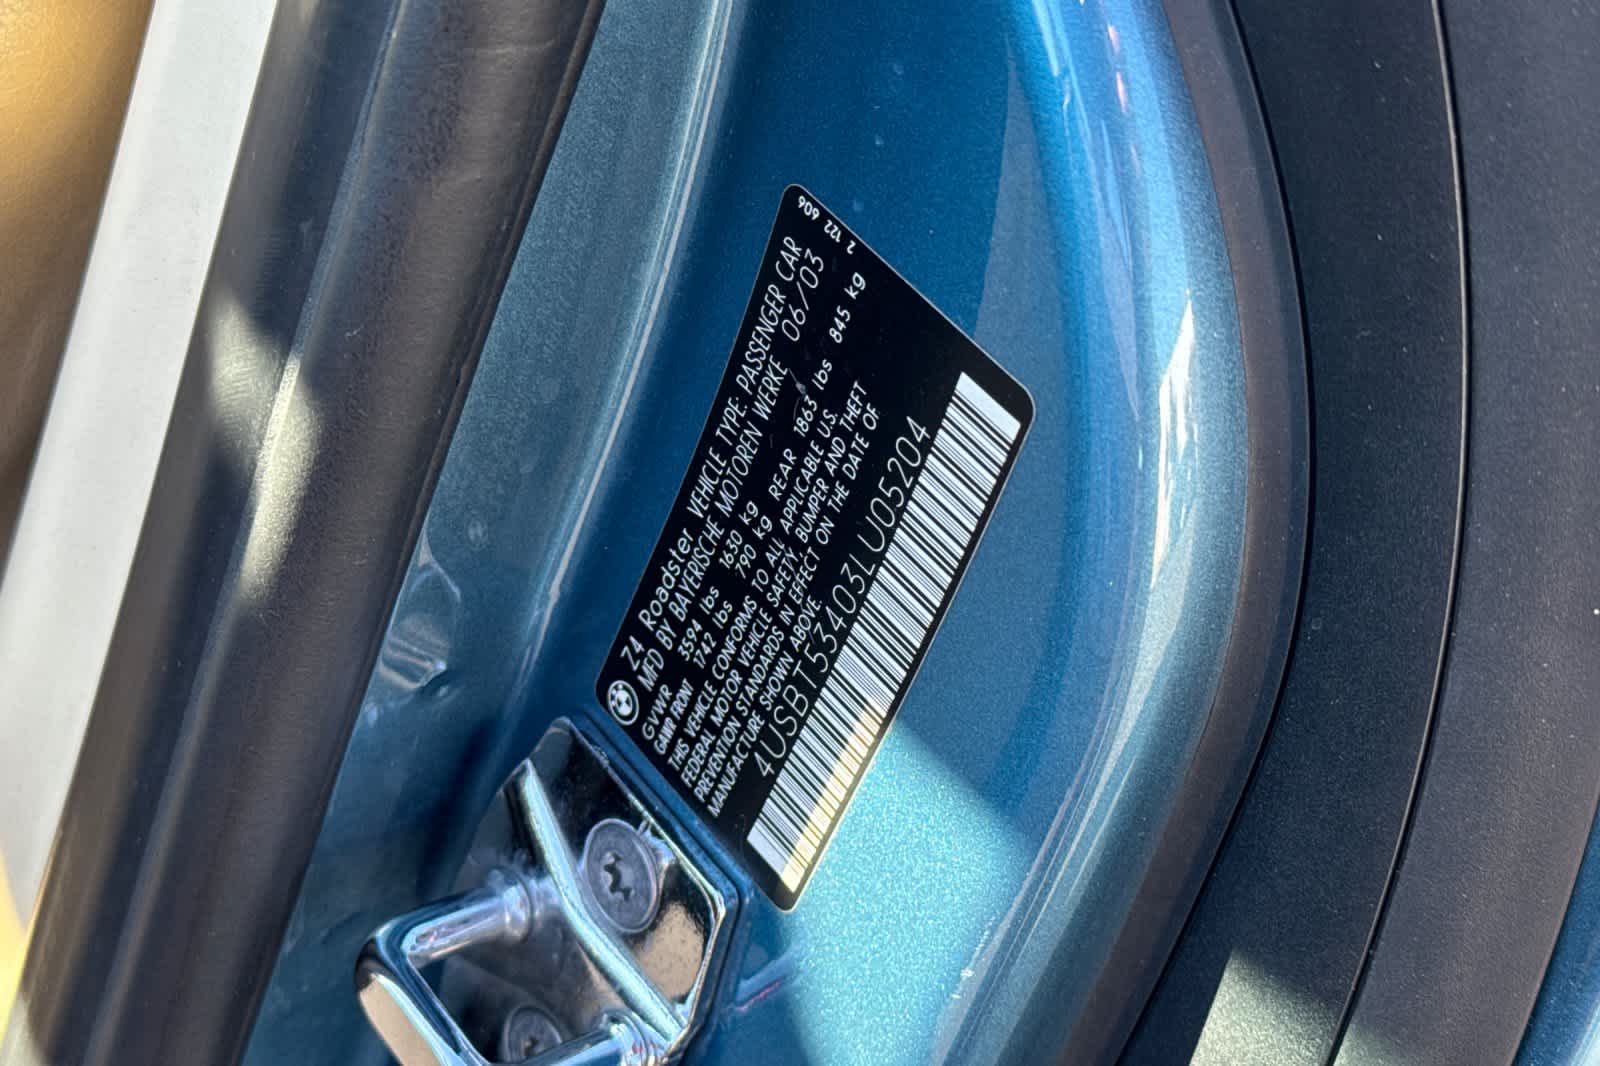 2 122 606
Z4 Roadster VEHICLE TYPE: PASSENGER CAR
MFD BY BAYERISCHE MOTOREN WERKE 06/03
GVWR 3594 lbs 1630 kg
GAWR FRONT 1742 lbs 790 kg REAR 1863 lbs 845 kg
THIS VEHICLE CONFORMS TO ALL APPLICABLE U.S.
FEDERAL MOTOR VEHICLE SAFETY, BUMPER AND THEFT
PREVENTION STANDARDS IN EFFECT ON THE DATE OF
MANUFACTURE SHOWN ABOVE
4USBT53403LU05204